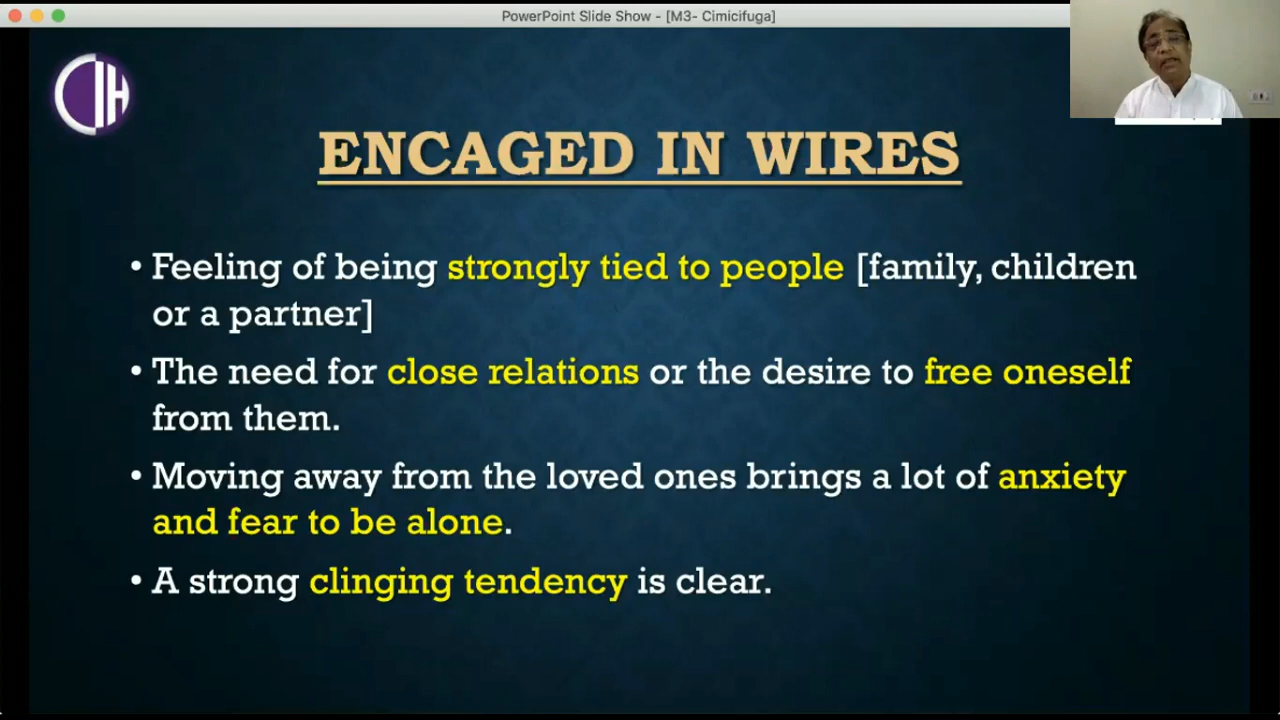 PowerPoint Slide Show - [M3- Cimicifuga]
CIH
ENCAGED IN WIRES
• Feeling of being strongly tied to people [family, children
or a partner]
• The need for close relations or the desire to free oneself
from them.
• Moving away from the loved ones brings a lot of anxiety
and fear to be alone.
• A strong clinging tendency is clear.